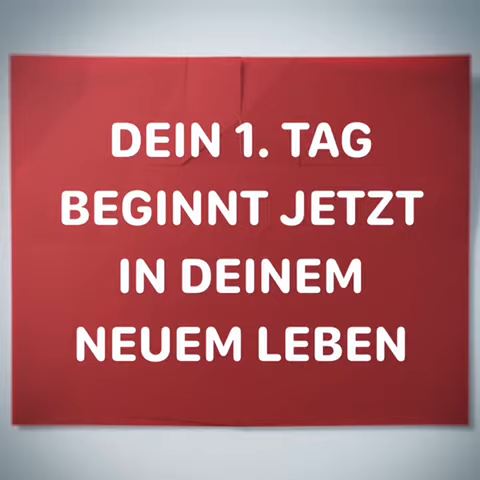 DEIN 1. TAG
BEGINNT JETZT
IN DEINEM
NEUEM LEBEN